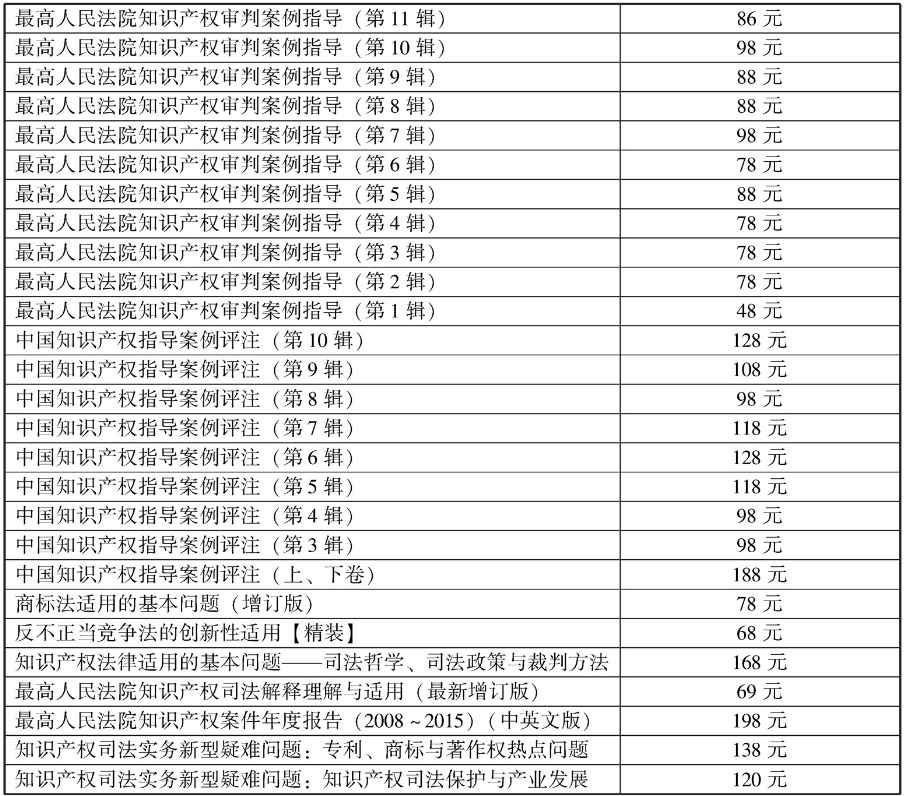 最高人民法院知识产权审判案例指导（第11辑） 86元
最高人民法院知识产权审判案例指导（第10辑） 98元
最高人民法院知识产权审判案例指导（第9辑） 88元
最高人民法院知识产权审判案例指导（第8辑） 88元
最高人民法院知识产权审判案例指导（第7辑） 98元
最高人民法院知识产权审判案例指导（第6辑） 78元
最高人民法院知识产权审判案例指导（第5辑） 88元
最高人民法院知识产权审判案例指导（第4辑） 78元
最高人民法院知识产权审判案例指导（第3辑） 78元
最高人民法院知识产权审判案例指导（第2辑） 78元
最高人民法院知识产权审判案例指导（第1辑） 48元
中国知识产权指导案例评注（第10辑） 128元
中国知识产权指导案例评注（第9辑） 108元
中国知识产权指导案例评注（第8辑） 98元
中国知识产权指导案例评注（第7辑） 118元
中国知识产权指导案例评注（第6辑） 128元
中国知识产权指导案例评注（第5辑） 118元
中国知识产权指导案例评注（第4辑） 98元
中国知识产权指导案例评注（第3辑） 98元
中国知识产权指导案例评注（上、下卷） 188元
商标法适用的基本问题（增订版） 78元
反不正当竞争法的创新性适用【精装】 68元
知识产权法律适用的基本问题——司法哲学、司法政策与裁判方法 168元
最高人民法院知识产权司法解释理解与适用（最新增订版） 69元
最高人民法院知识产权案件年度报告（2008～2015）（中英文版） 198元
知识产权司法实务新型疑难问题：专利、商标与著作权热点问题 138元
知识产权司法实务新型疑难问题：知识产权司法保护与产业发展 120元